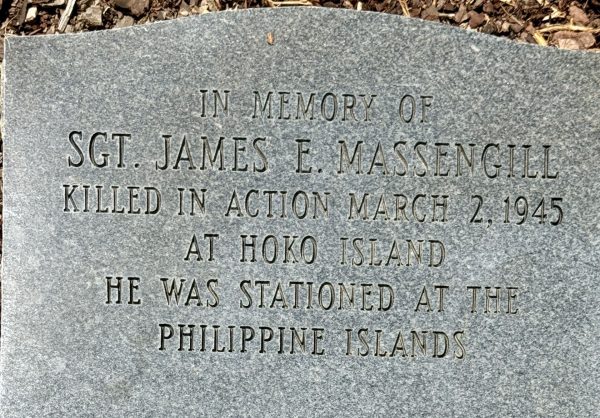 IN MEMORY OF
SGT. JAMES E. MASSENGILL
KILLED IN ACTION MARCH 2, 1945
AT HOKO ISLAND
HE WAS STATIONED AT THE
PHILIPPINE ISLANDS